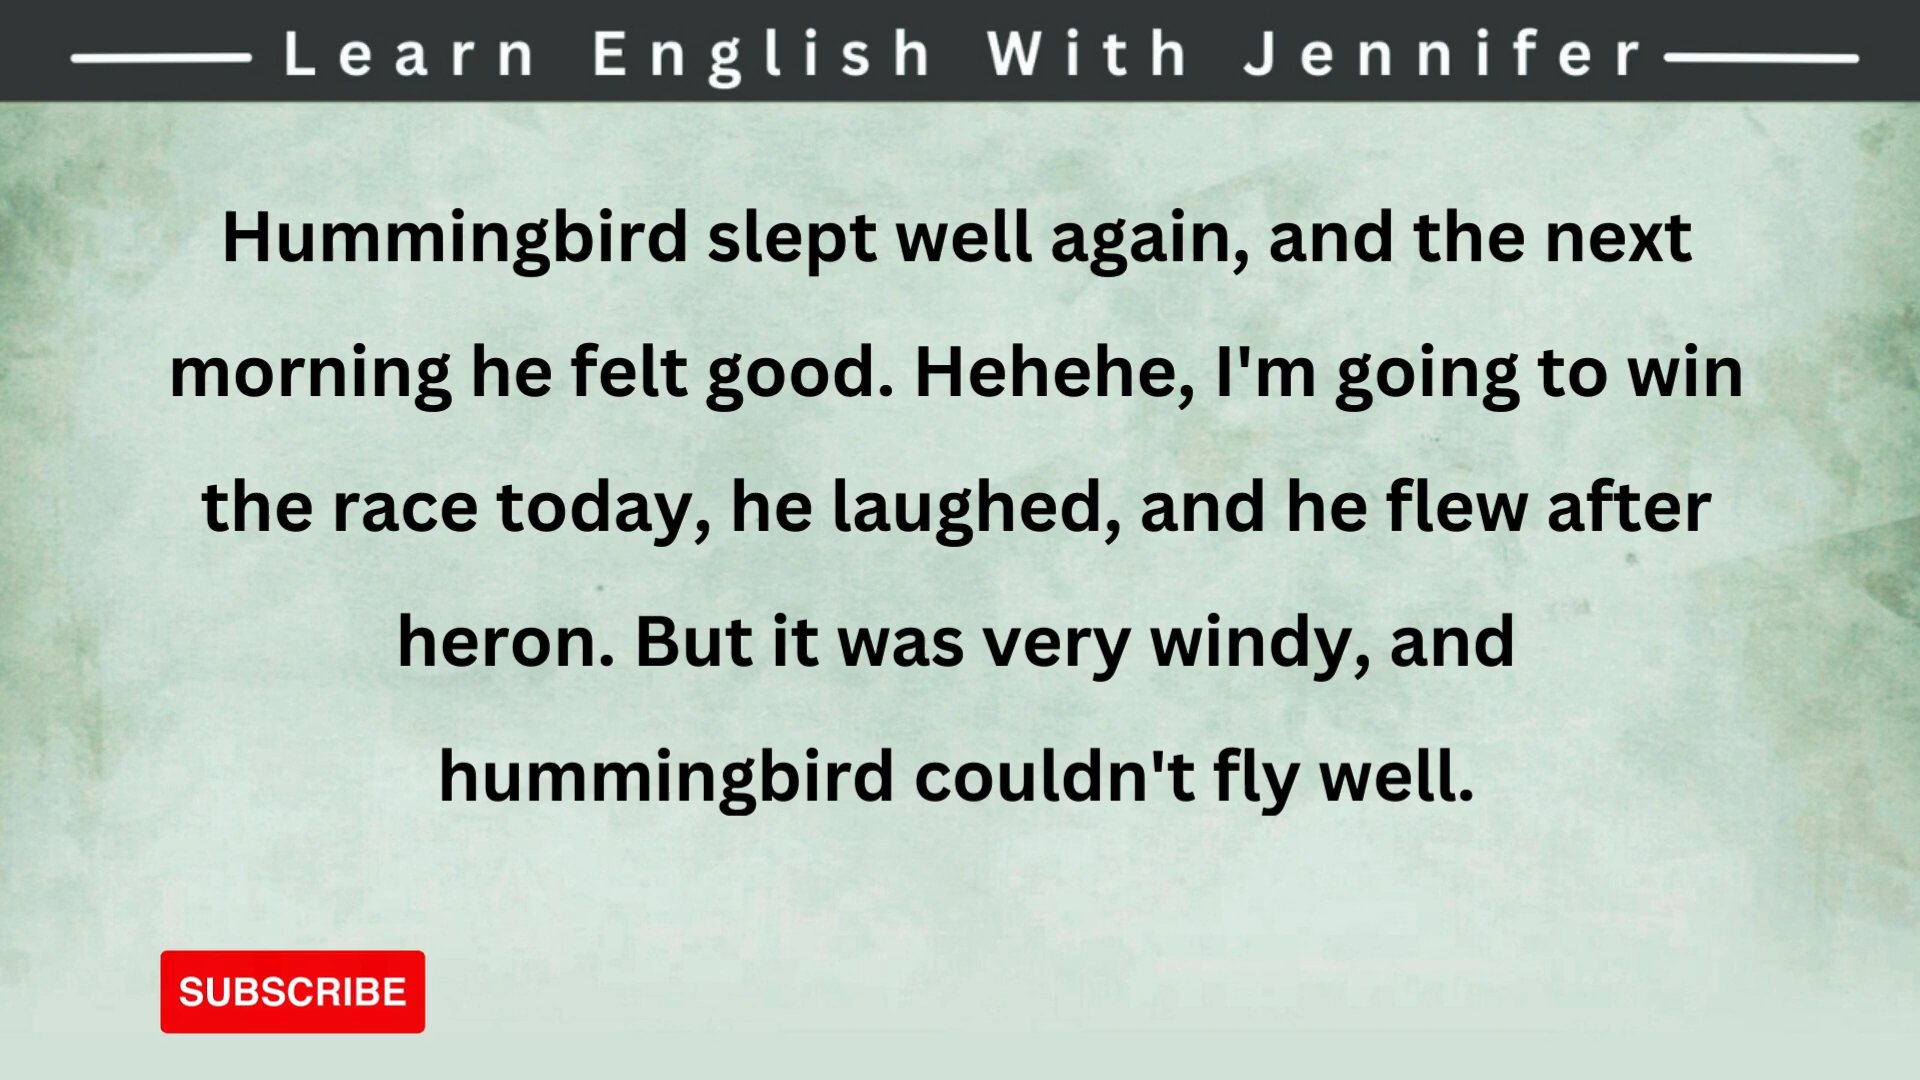 Learn English With Jennifer
Hummingbird slept well again, and the next
morning he felt good. Hehehe, I'm going to win
the race today, he laughed, and he flew after
heron. But it was very windy, and
hummingbird couldn't fly well.
SUBSCRIBE